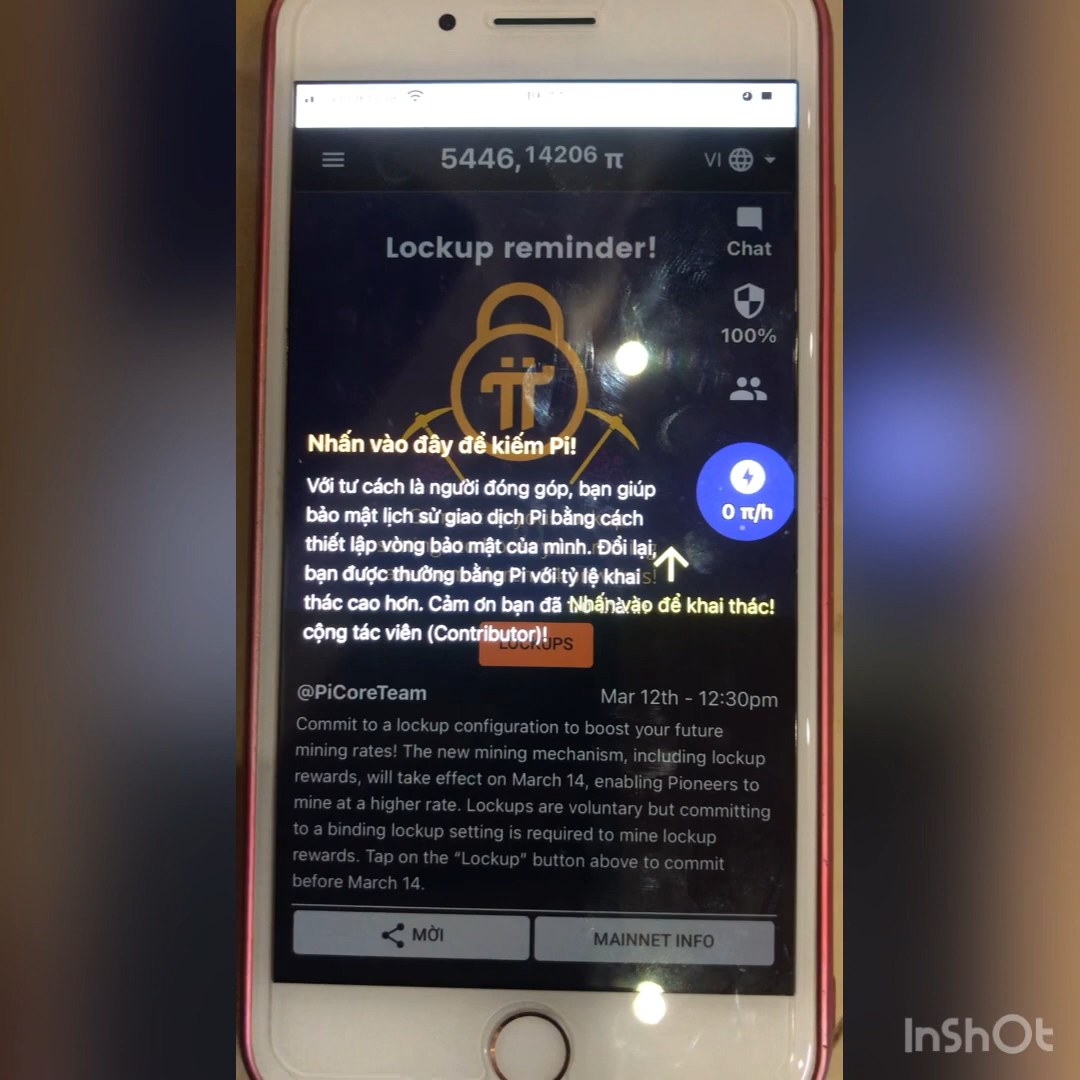 5446,14206 π
VI
Lockup reminder!
Chat
100%
Nhấn vào đây để kiếm Pi!
Với tư cách là người đóng góp, bạn giúp
bảo mật lịch sử giao dịch Pi bằng cách
thiết lập vòng bảo mật của mình. Đổi lại,
bạn được thưởng bằng Pi với tỷ lệ khai
thác cao hơn. Cảm ơn bạn đã trở thành
cộng tác viên (Contributor)!
0 π/h
Nhấn vào để khai thác!
LOCKUPS
@PiCoreTeam
Mar 12th - 12:30pm
Commit to a lockup configuration to boost your future
mining rates! The new mining mechanism, including lockup
rewards, will take effect on March 14, enabling Pioneers to
mine at a higher rate. Lockups are voluntary but committing
to a binding lockup setting is required to mine lockup
rewards. Tap on the “Lockup” button above to commit
before March 14.
MỜI
MAINNET INFO
InShOt